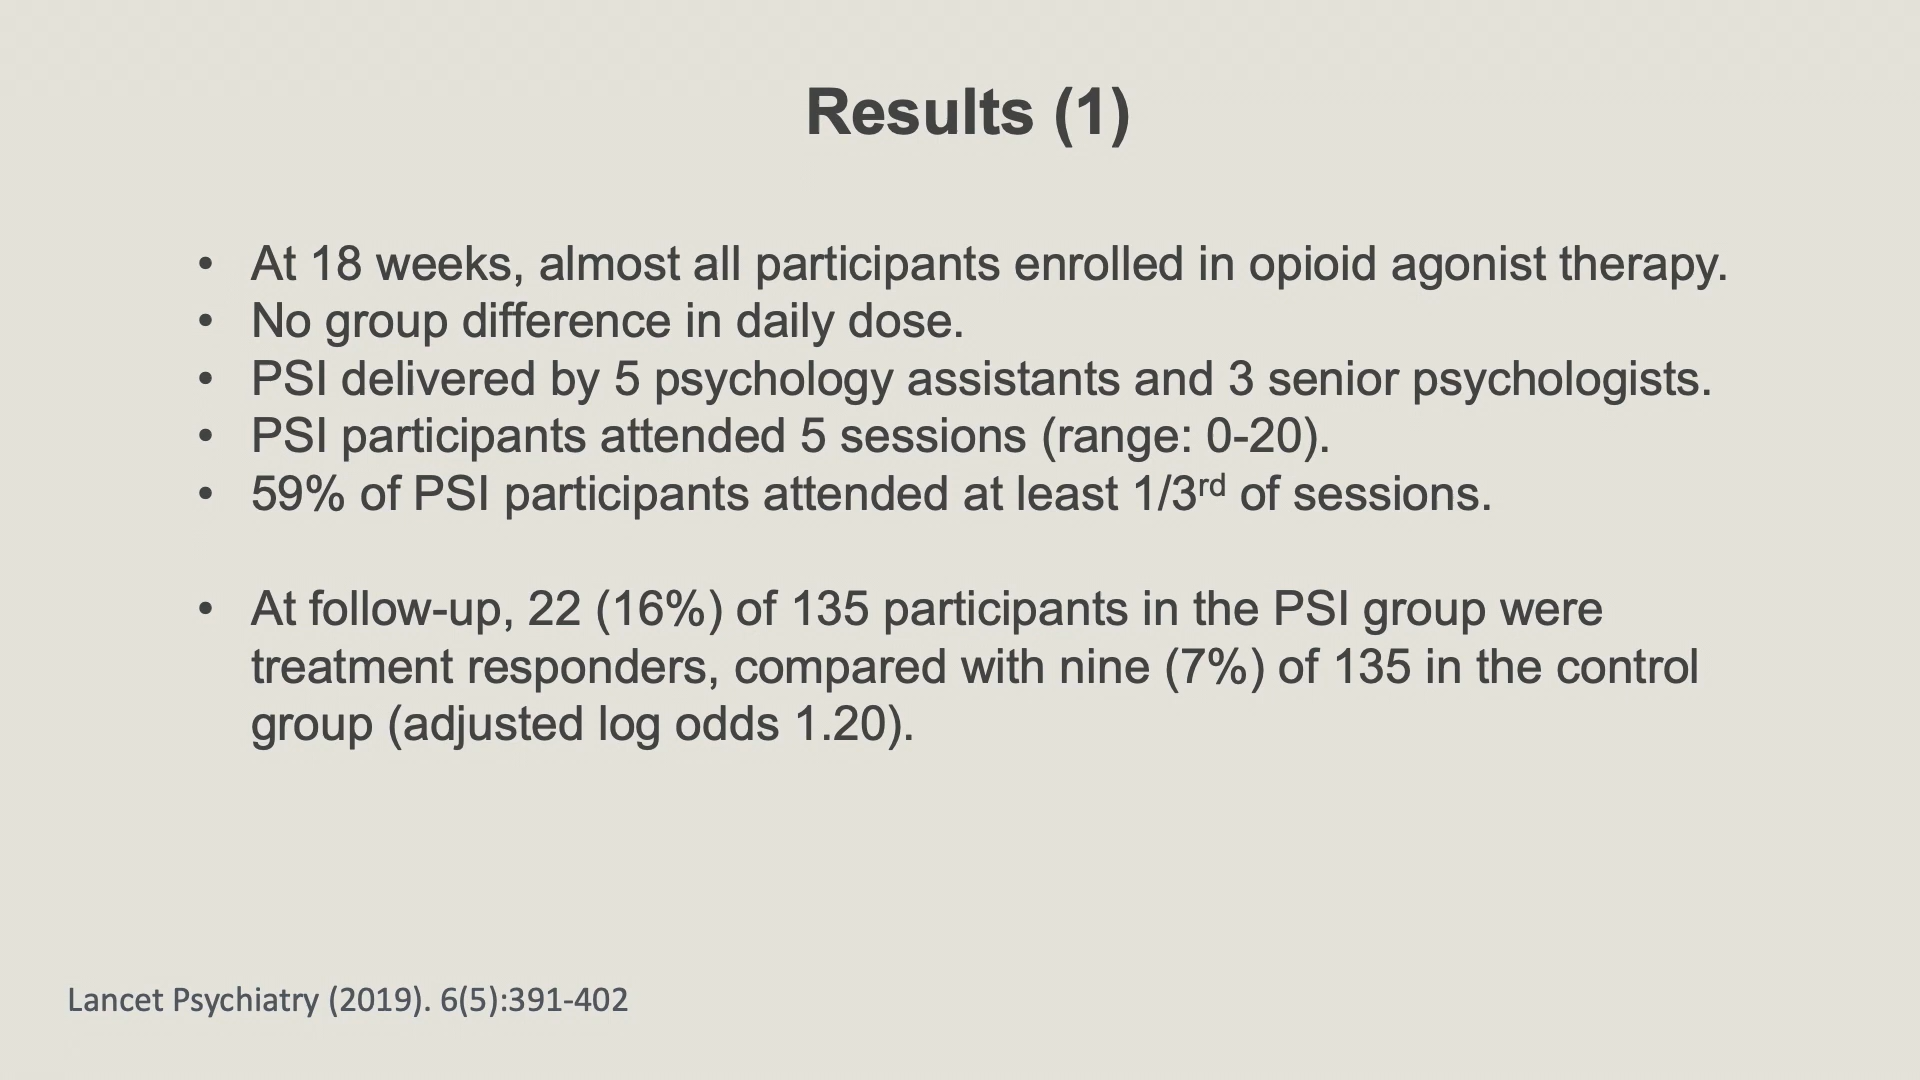 Results (1)
• At 18 weeks, almost all participants enrolled in opioid agonist therapy.
• No group difference in daily dose.
• PSI delivered by 5 psychology assistants and 3 senior psychologists.
• PSI participants attended 5 sessions (range: 0-20).
• 59% of PSI participants attended at least 1/3rd of sessions.
• At follow-up, 22 (16%) of 135 participants in the PSI group were
treatment responders, compared with nine (7%) of 135 in the control
group (adjusted log odds 1.20).
Lancet Psychiatry (2019). 6(5):391-402